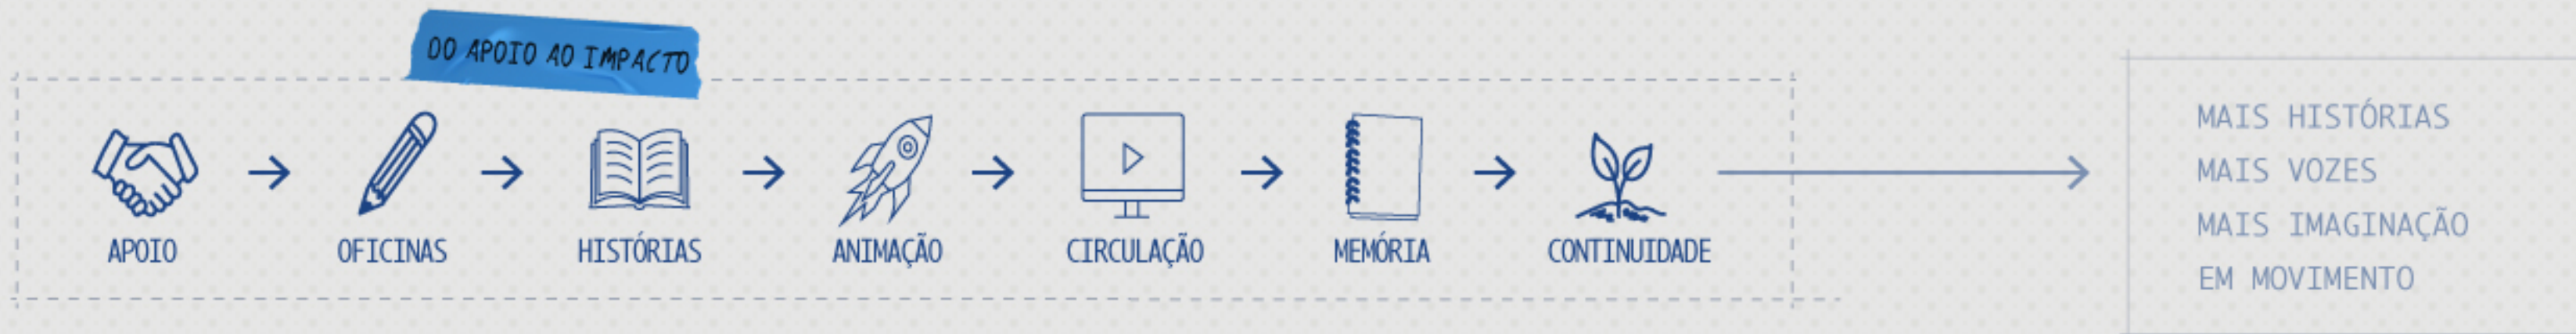 DO APOIO AO IMPACTO
APOIO
OFICINAS
HISTÓRIAS
ANIMAÇÃO
CIRCULAÇÃO
MEMÓRIA
CONTINUIDADE
MAIS HISTÓRIAS
MAIS VOZES
MAIS IMAGINAÇÃO
EM MOVIMENTO